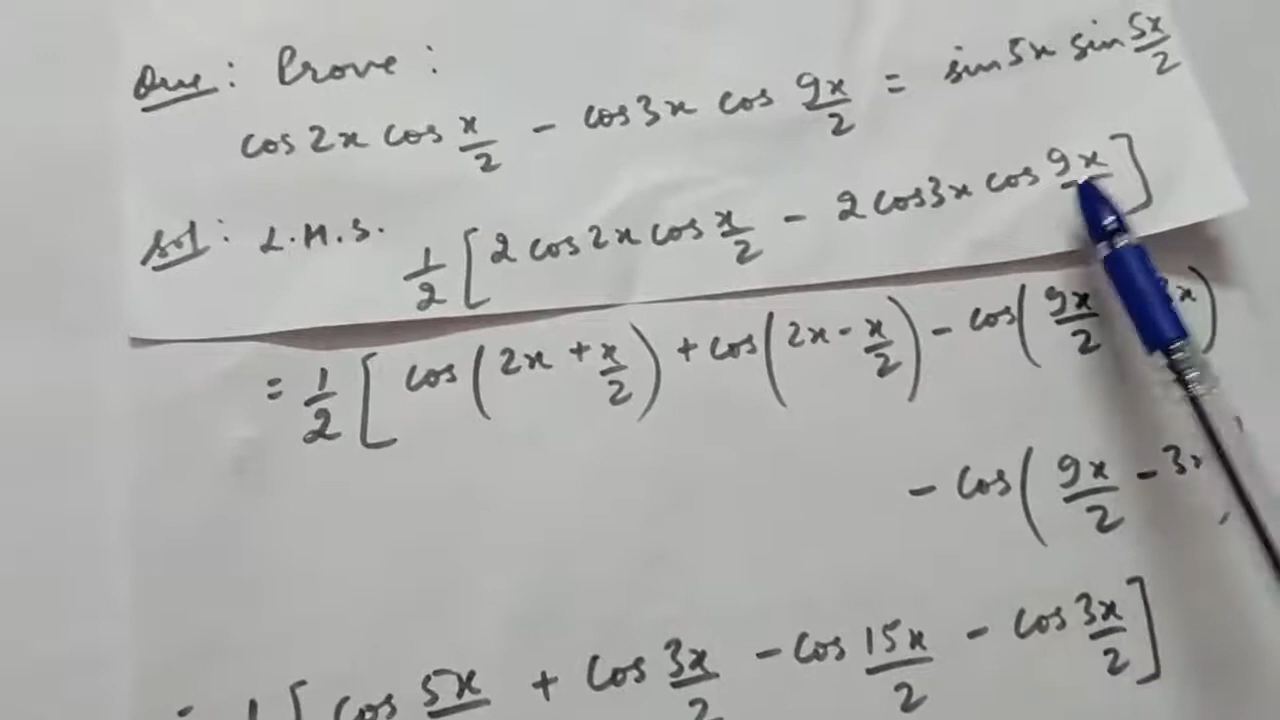 Que: Prove:
cos 2x cos x/2 - cos 3x cos 9x/2 = sin 5x sin 5x/2
Sol: L.H.S.
1/2 [2 cos 2x cos x/2 - 2 cos 3x cos 9x ]
= 1/2 [ cos (2x + x/2) + cos (2x - x/2) - cos (9x/2 x)
- cos ( 9x/2 - 3x
= 1 [ cos 5x + cos 3x/2 - cos 15x/2 - cos 3x/2 ]